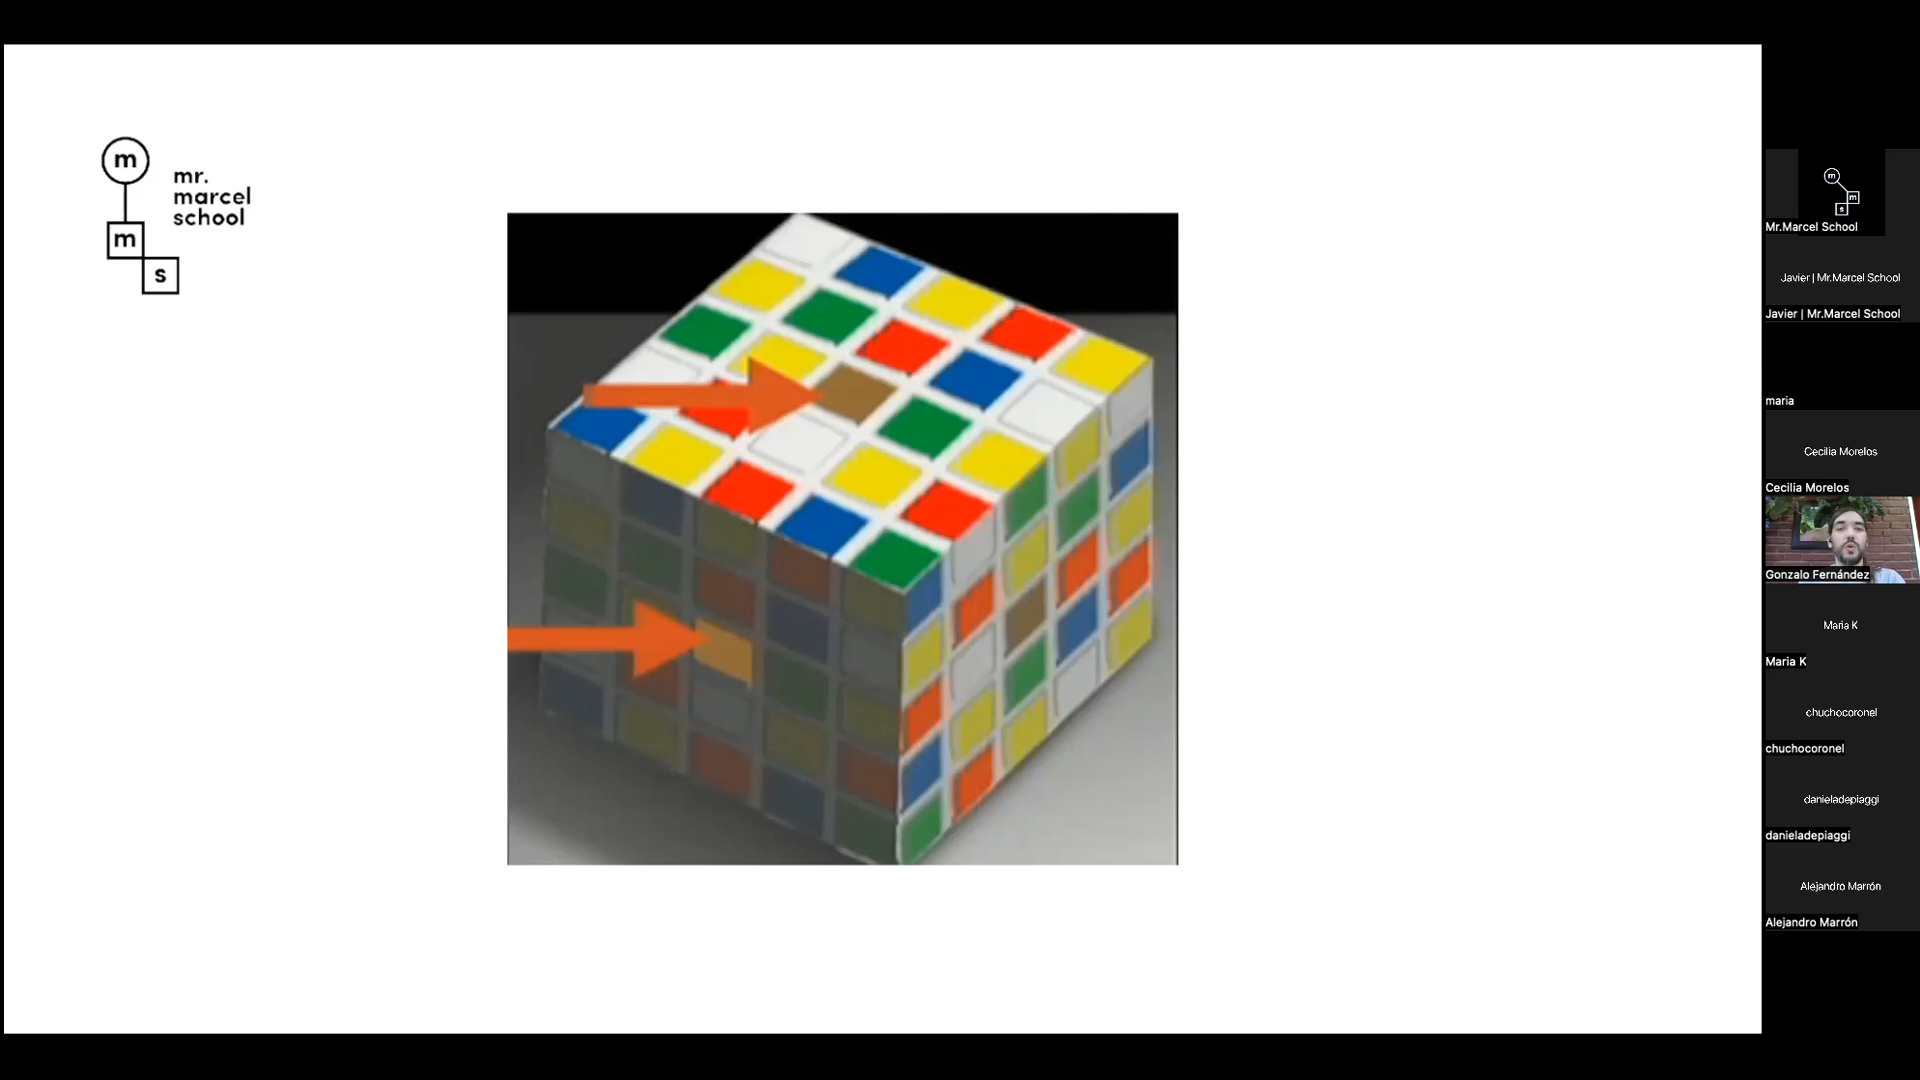 m
m
s
mr.
marcel
school
m
m
s
Mr.Marcel School
Javier | Mr.Marcel School
Javier | Mr.Marcel School
maria
Cecilia Morelos
Cecilia Morelos
Gonzalo Fernández
Maria K
Maria K
chuchocoronel
chuchocoronel
danieladepiaggi
danieladepiaggi
Alejandro Marrón
Alejandro Marrón